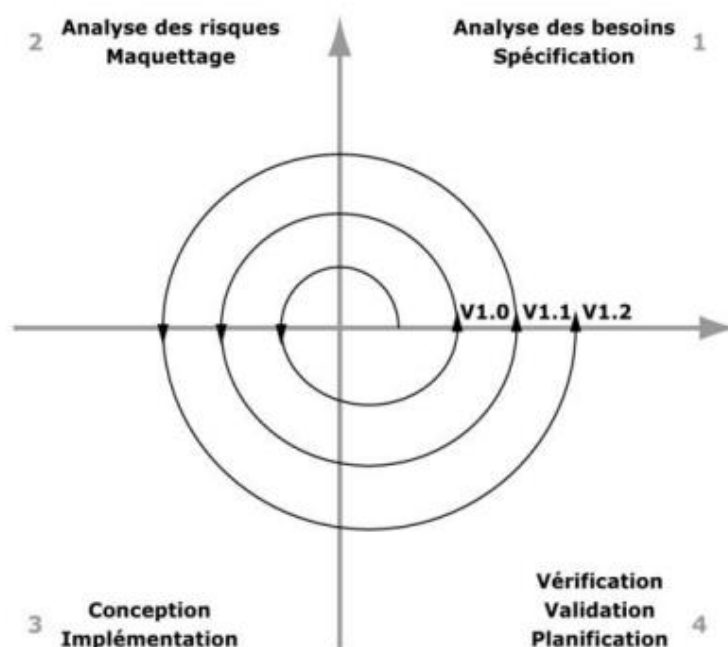 2
Analyse des risques
Maquettage
Analyse des besoins
Spécification
1
V1.0
V1.1
V1.2
3
Conception
Implémentation
Vérification
Validation
Planification
4